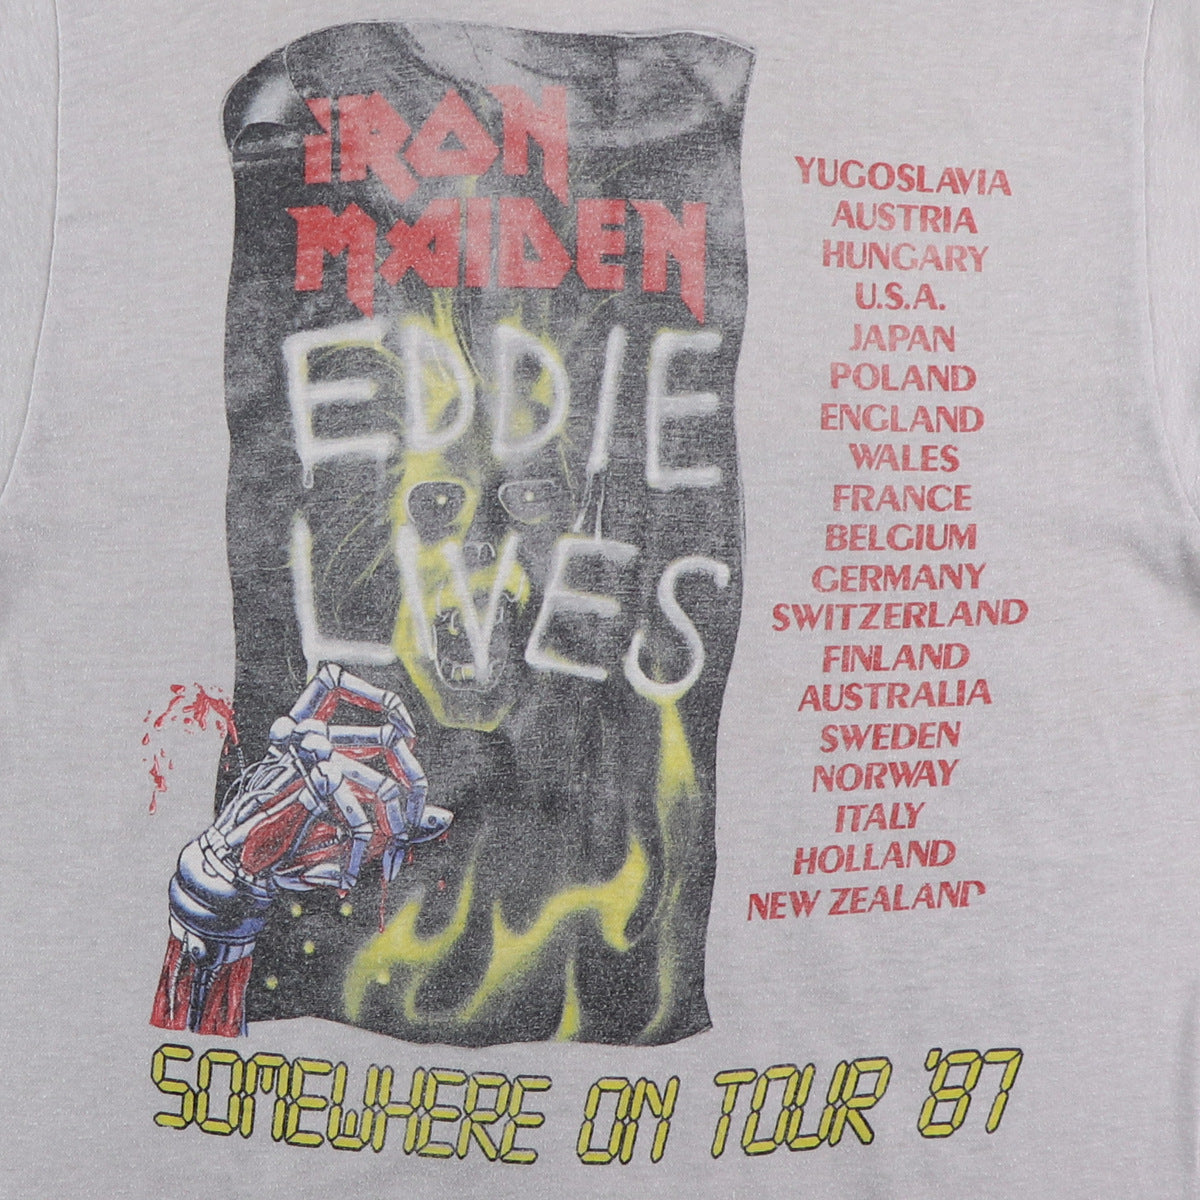 IRON
MAIDEN
EDDIE
LIVES
YUGOSLAVIA
AUSTRIA
HUNGARY
U.S.A.
JAPAN
POLAND
ENGLAND
WALES
FRANCE
BELGIUM
GERMANY
SWITZERLAND
FINLAND
AUSTRALIA
SWEDEN
NORWAY
ITALY
HOLLAND
NEW ZEALAND
SOMEWHERE ON TOUR '87